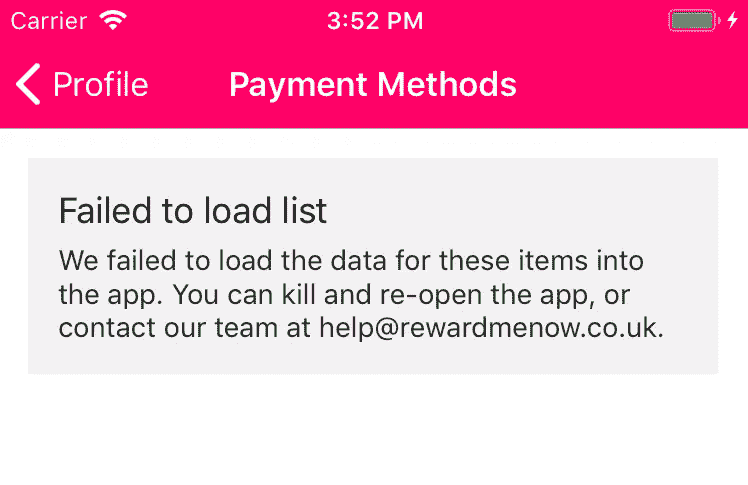 Carrier 3:52 PM
Profile Payment Methods
Failed to load list
We failed to load the data for these items into
the app. You can kill and re-open the app, or
contact our team at help@rewardmenow.co.uk.